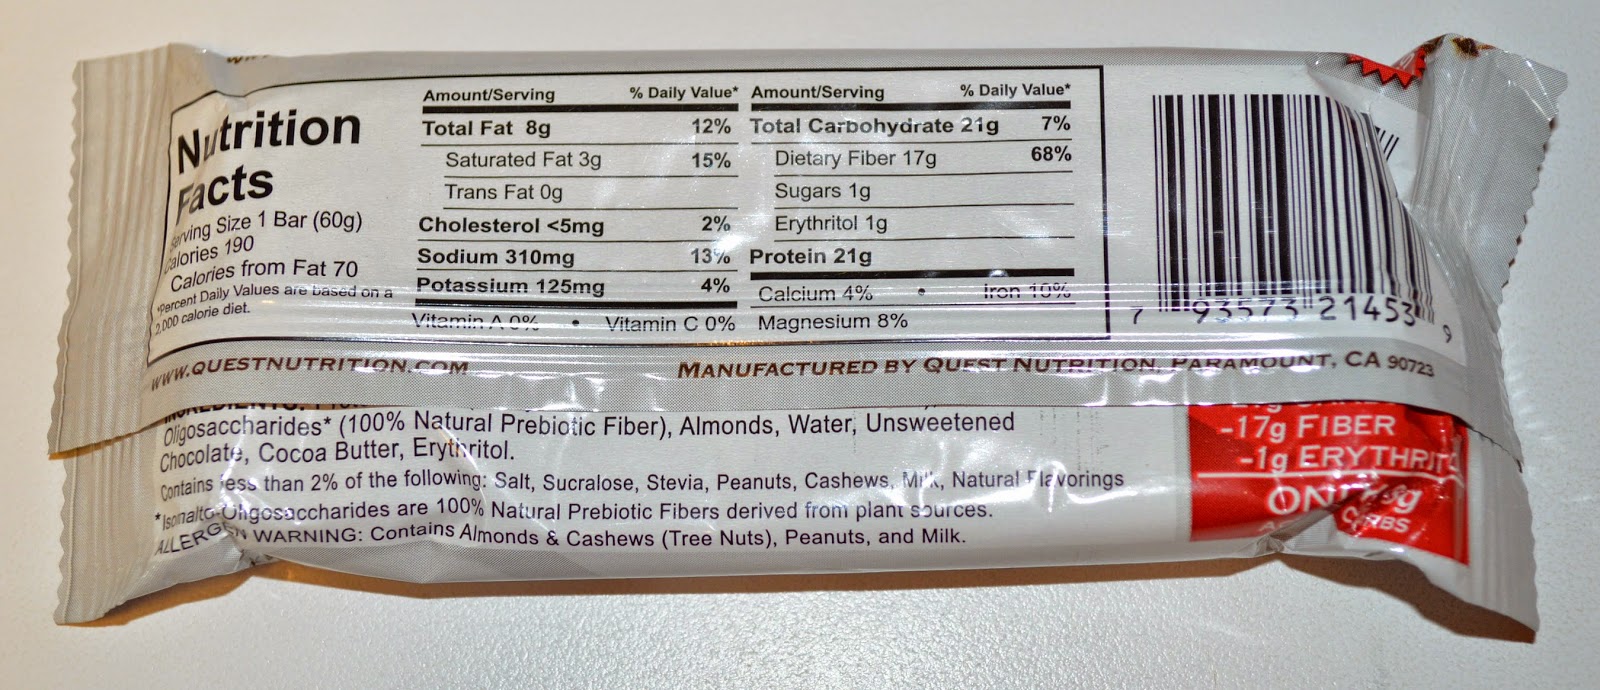 Nutrition
Facts
Serving Size 1 Bar (60g)
Calories 190
Calories from Fat 70
*Percent Daily Values are based on a
2,000 calorie diet.
Amount/Serving % Daily Value*
Total Fat 8g 12%
Saturated Fat 3g 15%
Trans Fat 0g
Cholesterol <5mg 2%
Sodium 310mg 13%
Potassium 125mg 4%
Vitamin A 0% • Vitamin C 0%
Amount/Serving % Daily Value*
Total Carbohydrate 21g 7%
Dietary Fiber 17g 68%
Sugars 1g
Erythritol 1g
Protein 21g
Calcium 4% • Iron 10%
Magnesium 8%
7 93573 21453 9
WWW.QUESTNUTRITION.COM MANUFACTURED BY QUEST NUTRITION, PARAMOUNT, CA 90723
INGREDIENTS:
Oligosaccharides* (100% Natural Prebiotic Fiber), Almonds, Water, Unsweetened
Chocolate, Cocoa Butter, Erythritol.
Contains less than 2% of the following: Salt, Sucralose, Stevia, Peanuts, Cashews, Milk, Natural Flavorings
*Isomalto-Oligosaccharides are 100% Natural Prebiotic Fibers derived from plant sources.
ALLERGEN WARNING: Contains Almonds & Cashews (Tree Nuts), Peanuts, and Milk.
-17g FIBER
-1g ERYTHRITOL
ONLY 3g
CARBS